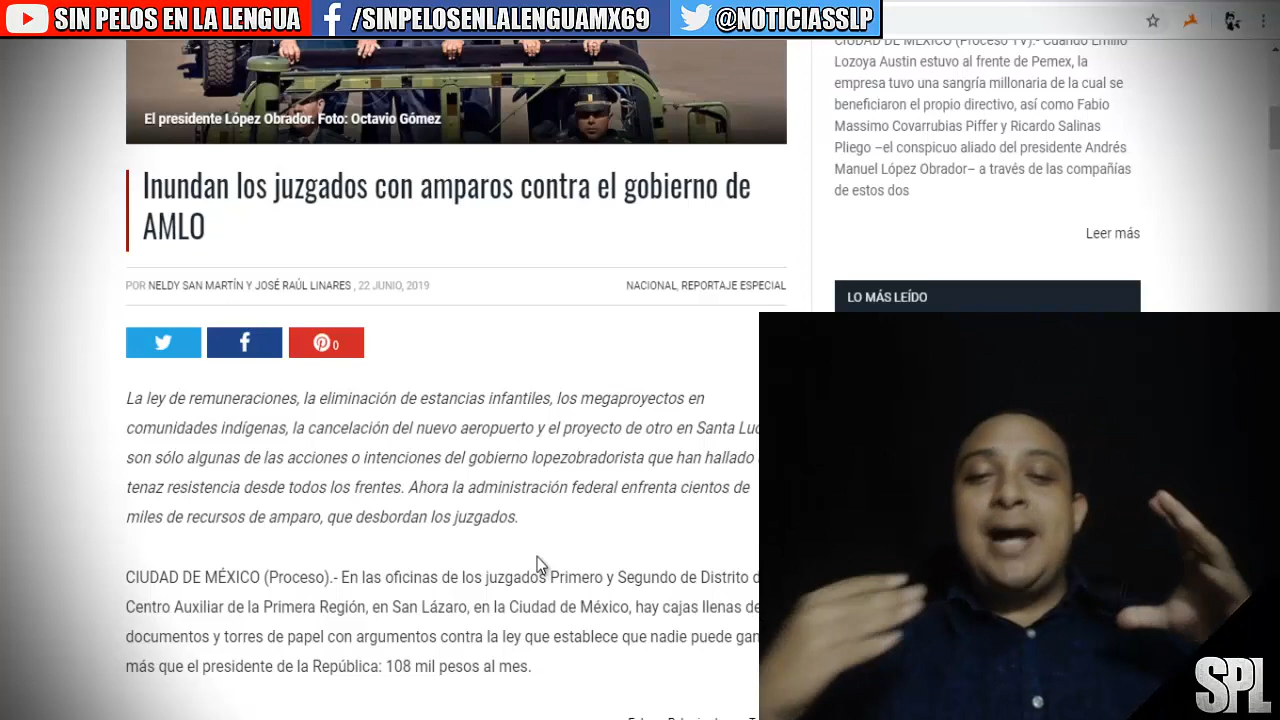 SIN PELOS EN LA LENGUA
/SINPELOSENLALENGUAMX69
@NOTICIASSLP
El presidente López Obrador. Foto: Octavio Gómez
Inundan los juzgados con amparos contra el gobierno de
AMLO
POR NELDY SAN MARTÍN Y JOSÉ RAÚL LINARES , 22 JUNIO, 2019
NACIONAL, REPORTAJE ESPECIAL
0
La ley de remuneraciones, la eliminación de estancias infantiles, los megaproyectos en
comunidades indígenas, la cancelación del nuevo aeropuerto y el proyecto de otro en Santa
son sólo algunas de las acciones o intenciones del gobierno lopezobradorista que han hallado
tenaz resistencia desde todos los frentes. Ahora la administración federal enfrenta cientos de
miles de recursos de amparo, que desbordan los juzgados.
CIUDAD DE MÉXICO (Proceso).- En las oficinas de los juzgados Primero y Segundo de Distrito
Centro Auxiliar de la Primera Región, en San Lázaro, en la Ciudad de México, hay cajas llenas de
documentos y torres de papel con argumentos contra la ley que establece que nadie puede
más que el presidente de la República: 108 mil pesos al mes.
CIUDAD DE MÉXICO (Proceso TV).- Cuando Emilio
Lozoya Austin estuvo al frente de Pemex, la
empresa tuvo una sangría millonaria de la cual se
beneficiaron el propio directivo, así como Fabio
Massimo Covarrubias Piffer y Ricardo Salinas
Pliego –el conspicuo aliado del presidente Andrés
Manuel López Obrador– a través de las compañías
de estos dos
Leer más
LO MÁS LEÍDO
SPL